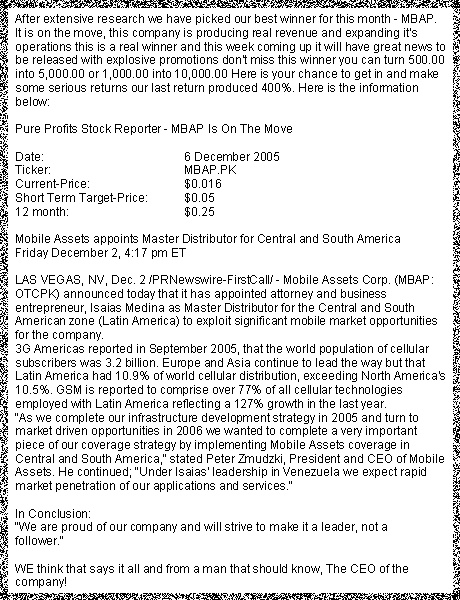 After extensive research we have picked our best winner for this month - MBAP.
It is on the move, this company is producing real revenue and expanding it's
operations this is a real winner and this week coming up it will have great news to
be released with explosive promotions don't miss this winner you can turn 500.00
into 5,000.00 or 1,000.00 into 10,000.00 Here is your chance to get in and make
some serious returns our last return produced 400%. Here is the information
below:
Pure Profits Stock Reporter - MBAP Is On The Move
Date: 6 December 2005
Ticker: MBAP.PK
Current-Price: $0.016
Short Term Target-Price: $0.05
12 month: $0.25
Mobile Assets appoints Master Distributor for Central and South America
Friday December 2, 4:17 pm ET
LAS VEGAS, NV, Dec. 2 /PRNewswire-FirstCall/ - Mobile Assets Corp. (MBAP:
OTCPK) announced today that it has appointed attorney and business
entrepreneur, Isaias Medina as Master Distributor for the Central and South
American zone (Latin America) to exploit significant mobile market opportunities
for the company.
3G Americas reported in September 2005, that the world population of cellular
subscribers was 3.2 billion. Europe and Asia continue to lead the way but that
Latin America had 10.9% of world cellular distribution, exceeding North America's
10.5%. GSM is reported to comprise over 77% of all cellular technologies
employed with Latin America reflecting a 127% growth in the last year.
"As we complete our infrastructure development strategy in 2005 and turn to
market driven opportunities in 2006 we wanted to complete a very important
piece of our coverage strategy by implementing Mobile Assets coverage in
Central and South America," stated Peter Zmudzki, President and CEO of Mobile
Assets. He continued; "Under Isaias' leadership in Venezuela we expect rapid
market penetration of our applications and services."
In Conclusion:
"We are proud of our company and will strive to make it a leader, not a
follower."
WE think that says it all and from a man that should know, The CEO of the
company!